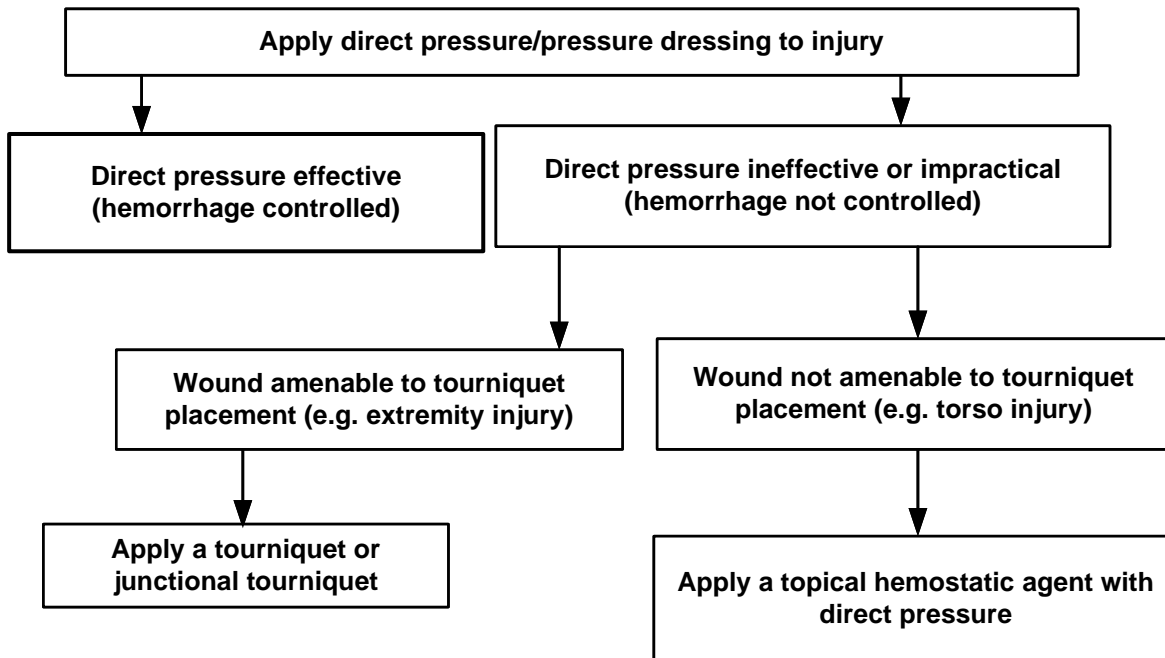 Apply direct pressure/pressure dressing to injury
Direct pressure effective
(hemorrhage controlled)
Direct pressure ineffective or impractical
(hemorrhage not controlled)
Wound amenable to tourniquet
placement (e.g. extremity injury)
Wound not amenable to tourniquet
placement (e.g. torso injury)
Apply a tourniquet or
junctional tourniquet
Apply a topical hemostatic agent with
direct pressure